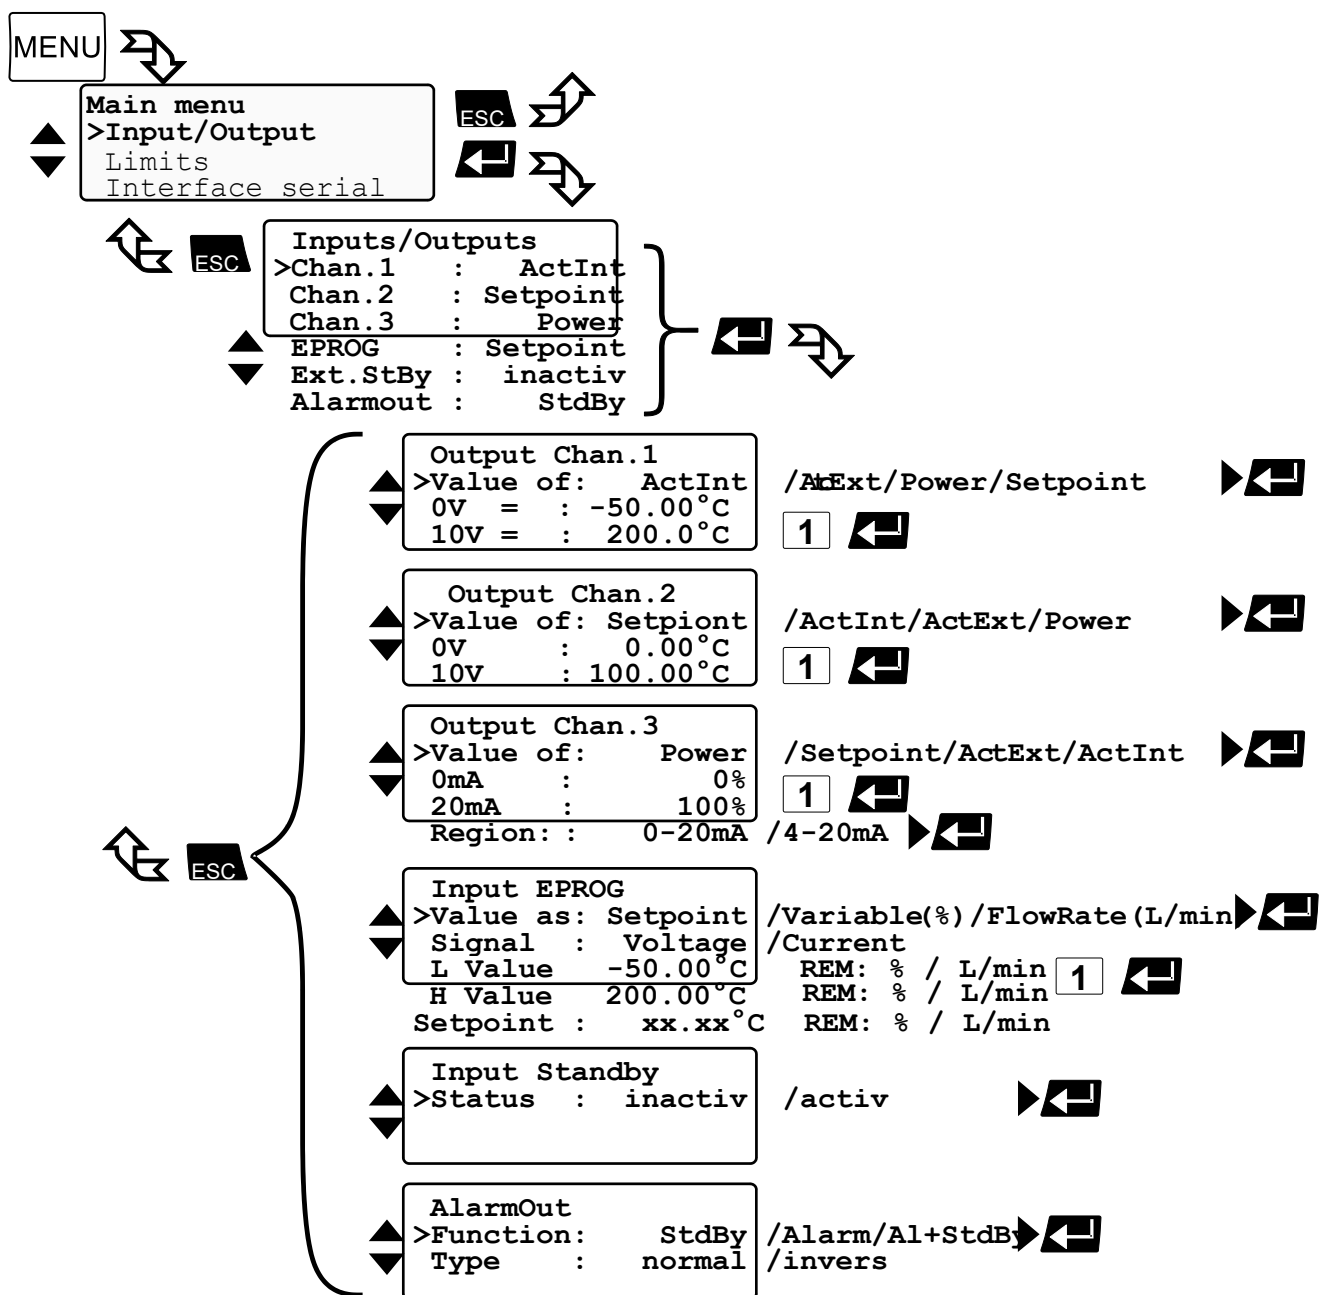 MENU
Main menu
>Input/Output
Limits
Interface serial
ESC
ESC
Inputs/Outputs
>Chan.1 : ActInt
Chan.2 : Setpoint
Chan.3 : Power
EPROG : Setpoint
Ext.StBy : inactiv
Alarmout : StdBy
Output Chan.1
>Value of: ActInt /ActExt/Power/Setpoint
0V = : -50.00°C
10V = : 200.0°C 1
Output Chan.2
>Value of: Setpiont /ActInt/ActExt/Power
0V : 0.00°C
10V : 100.00°C 1
Output Chan.3
>Value of: Power /Setpoint/ActExt/ActInt
0mA : 0%
20mA : 100% 1
Region: : 0-20mA /4-20mA
ESC
Input EPROG
>Value as: Setpoint /Variable(%)/FlowRate(L/min
Signal : Voltage /Current
L Value -50.00°C REM: % / L/min 1
H Value 200.00°C REM: % / L/min
Setpoint : xx.xx°C REM: % / L/min
Input Standby
>Status : inactiv /activ
AlarmOut
>Function: StdBy /Alarm/Al+StdBy
Type : normal /invers